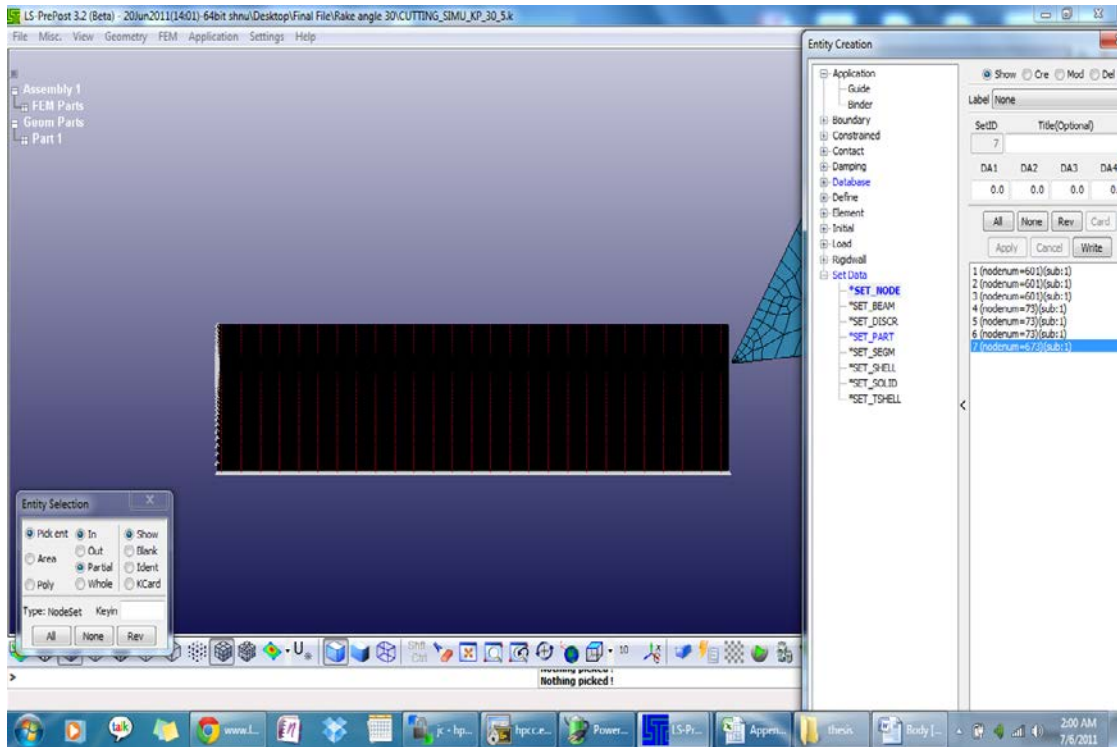 LS-PrePost 3.2 (Beta) - 20Jun2011(14:01)-64bit shnu\Desktop\Final File\Rake angle 30\CUTTING_SIMU_KP_30_5.k
File Misc. View Geometry FEM Application Settings Help
Assembly 1
FEM Parts
Geom Parts
Part 1
Entity Creation
Application
Guide
Binder
Boundary
Constrained
Contact
Damping
Database
Define
Element
Initial
Load
Rigidwall
Set Data
*SET_NODE
*SET_BEAM
*SET_DISCR
*SET_PART
*SET_SEGM
*SET_SHELL
*SET_SOLID
*SET_TSHELL
Show Cre Mod Del
Label None
SetID Title(Optional)
7
DA1 DA2 DA3 DA4
0.0 0.0 0.0 0.
All None Rev Card
Apply Cancel Write
1 (nodenum=601)(sub:1)
2 (nodenum=601)(sub:1)
3 (nodenum=601)(sub:1)
4 (nodenum=73)(sub:1)
5 (nodenum=73)(sub:1)
6 (nodenum=73)(sub:1)
7 (nodenum=673)(sub:1)
Entity Selection
Pick ent In Show
Out Blank
Area Partial Ident
Poly Whole KCard
Type: NodeSet Keyin
All None Rev
Shft
Ctrl
10
>
Nothing picked !
Nothing picked !
talk
www.l...
jc - hp...
hpcc.e...
Power...
LS-Pr...
Appen...
thesis
Body [...
2:00 AM
7/6/2011